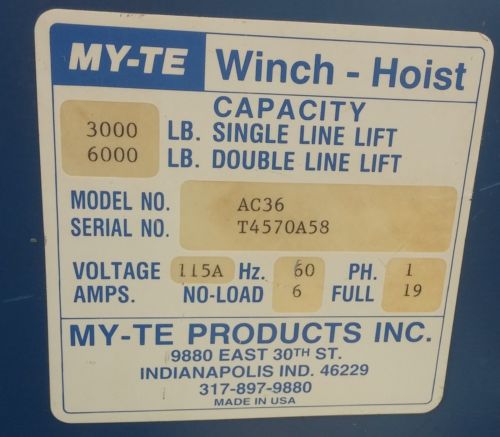 MY-TE Winch - Hoist
CAPACITY
3000 LB. SINGLE LINE LIFT
6000 LB. DOUBLE LINE LIFT
MODEL NO. AC36
SERIAL NO. T4570A58
VOLTAGE 115A Hz. 60 PH. 1
AMPS. NO-LOAD 6 FULL 19
MY-TE PRODUCTS INC.
9880 EAST 30TH ST.
INDIANAPOLIS IND. 46229
317-897-9880
MADE IN USA